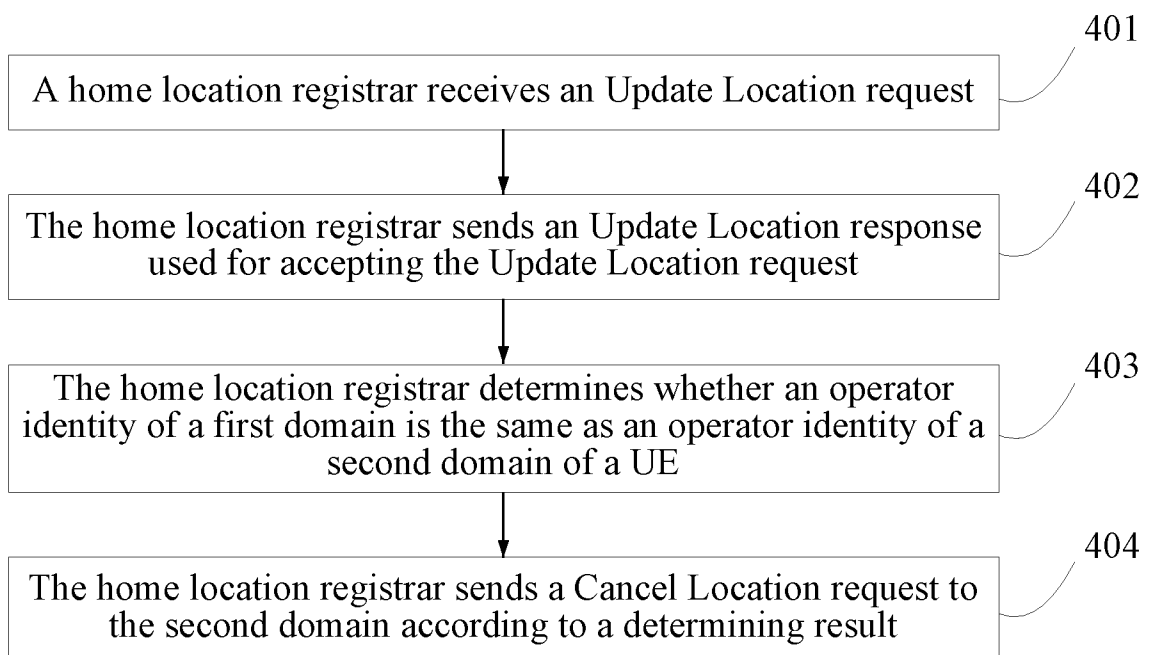 401
A home location registrar receives an Update Location request
402
The home location registrar sends an Update Location response
used for accepting the Update Location request
403
The home location registrar determines whether an operator
identity of a first domain is the same as an operator identity of a
second domain of a UE
404
The home location registrar sends a Cancel Location request to
the second domain according to a determining result